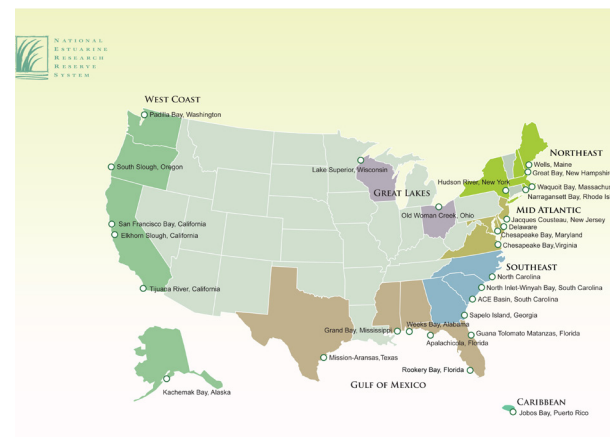 NATIONAL
ESTUARINE
RESEARCH
RESERVE
SYSTEM
WEST COAST
Padilla Bay, Washington
South Slough, Oregon
San Francisco Bay, California
Elkhorn Slough, California
Tijuana River, California
Kachemak Bay, Alaska
Lake Superior, Wisconsin
GREAT LAKES
Old Woman Creek, Ohio
NORTHEAST
Wells, Maine
Great Bay, New Hampshir
Hudson River, New York
Waquoit Bay, Massachus
Narragansett Bay, Rhode Isl
MID ATLANTIC
Jacques Cousteau, New Jersey
Delaware
Chesapeake Bay, Maryland
Chesapeake Bay,Virginia
SOUTHEAST
North Carolina
North Inlet-Winyah Bay, South Carolina
ACE Basin, South Carolina
Sapelo Island, Georgia
Guana Tolomato Matanzas, Florida
Grand Bay, Mississippi
Weeks Bay, Alabama
Apalachicola, Florida
Mission-Aransas,Texas
Rookery Bay, Florida
GULF OF MEXICO
CARIBBEAN
Jobos Bay, Puerto Rico